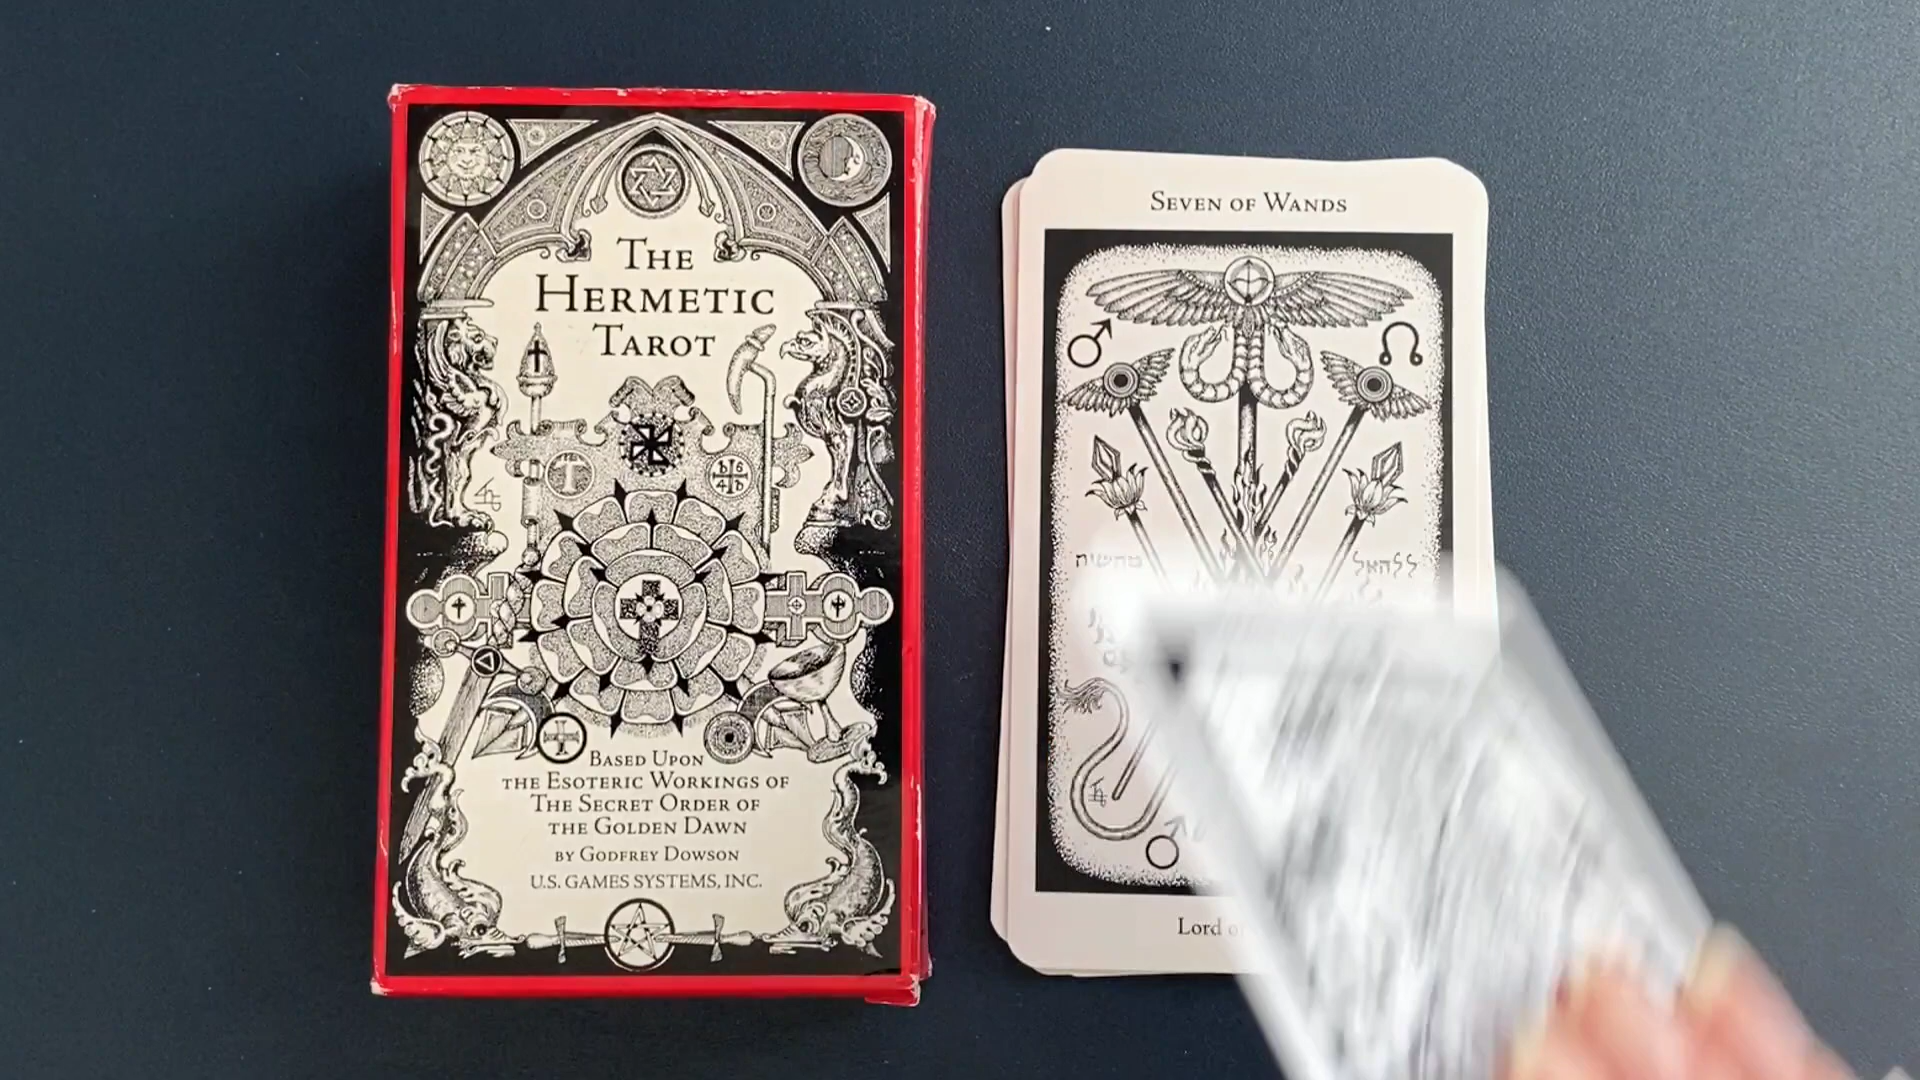 THE
HERMETIC
TAROT
BASED UPON
THE ESOTERIC WORKINGS OF
THE SECRET ORDER OF
THE GOLDEN DAWN
BY GODFREY DOWSON
U.S. GAMES SYSTEMS, INC.
SEVEN OF WANDS
ללהאל
Lord